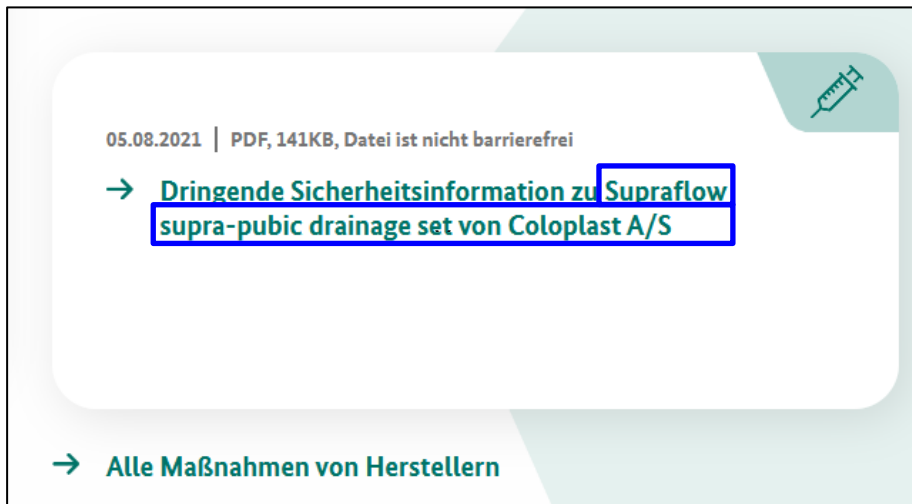 05.08.2021 | PDF, 141KB, Datei ist nicht barrierefrei
→ Dringende Sicherheitsinformation zu Supraflow
supra-pubic drainage set von Coloplast A/S
→ Alle Maßnahmen von Herstellern